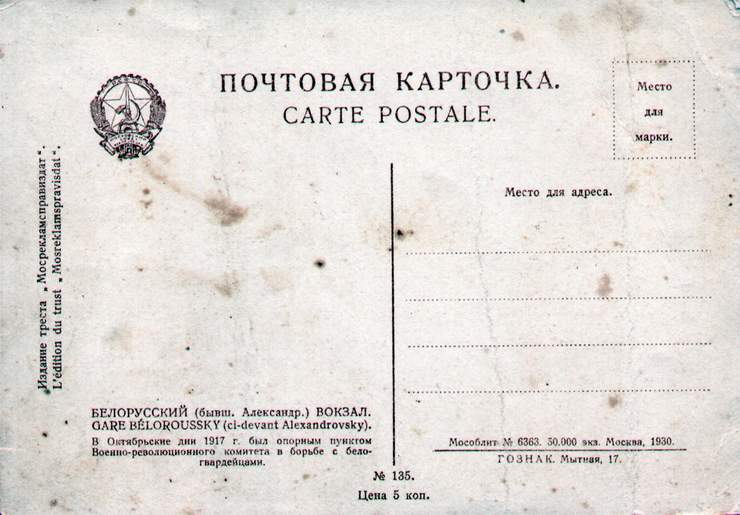 ПОЧТОВАЯ КАРТОЧКА.
CARTE POSTALE.
Место
для
марки.
Место для адреса.
Издание треста „Мосрекламсправиздат“.
L'édition du trust „Mosreklamspravisdat“.
БЕЛОРУССКИЙ (бывш. Александр.) ВОКЗАЛ.
GARE BÉLOROUSSKY (ci-devant Alexandrovsky).
В Октябрьские дни 1917 г. был опорным пунктом
Военно-революционного комитета в борьбе с бело-
гвардейцами.
Мособлит № 6363. 50.000 экз. Москва, 1930.
ГОЗНАК. Мытная, 17.
№ 135.
Цена 5 коп.